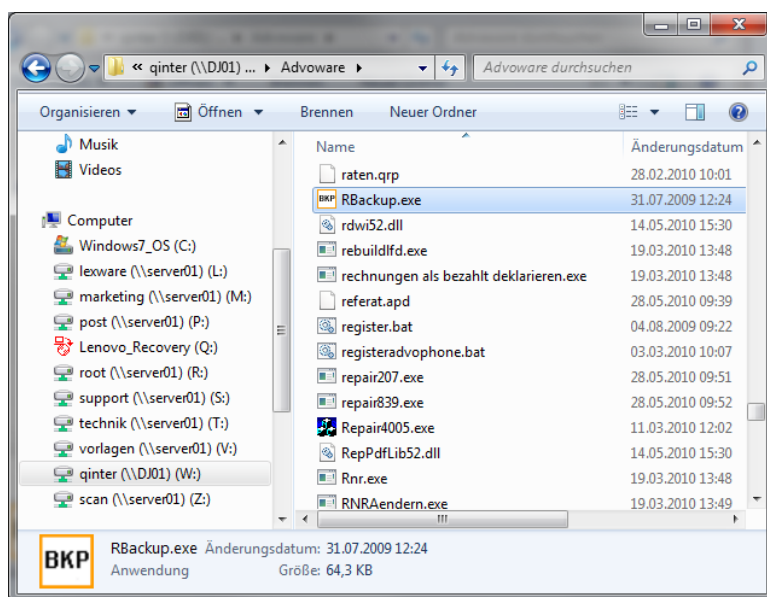 « qinter (\\DJ01) ... ▸ Advoware ▸ Advoware durchsuchen
Organisieren Öffnen Brennen Neuer Ordner
Musik
Videos
Computer
Windows7_OS (C:)
lexware (\\server01) (L:)
marketing (\\server01) (M:)
post (\\server01) (P:)
Lenovo_Recovery (Q:)
root (\\server01) (R:)
support (\\server01) (S:)
technik (\\server01) (T:)
vorlagen (\\server01) (V:)
qinter (\\DJ01) (W:)
scan (\\server01) (Z:)
Name Änderungsdatum
raten.qrp 28.02.2010 10:01
BKP RBackup.exe 31.07.2009 12:24
rdwi52.dll 14.05.2010 15:30
rebuildlfd.exe 19.03.2010 13:48
rechnungen als bezahlt deklarieren.exe 19.03.2010 13:48
referat.apd 28.05.2010 09:39
register.bat 04.08.2009 09:22
registeradvophone.bat 03.03.2010 10:07
repair207.exe 28.05.2010 09:51
repair839.exe 28.05.2010 09:52
Repair4005.exe 11.03.2010 12:02
RepPdfLib52.dll 14.05.2010 15:30
Rnr.exe 19.03.2010 13:48
RNRAendern.exe 19.03.2010 13:49
BKP
RBackup.exe Änderungsdatum: 31.07.2009 12:24
Anwendung Größe: 64,3 KB